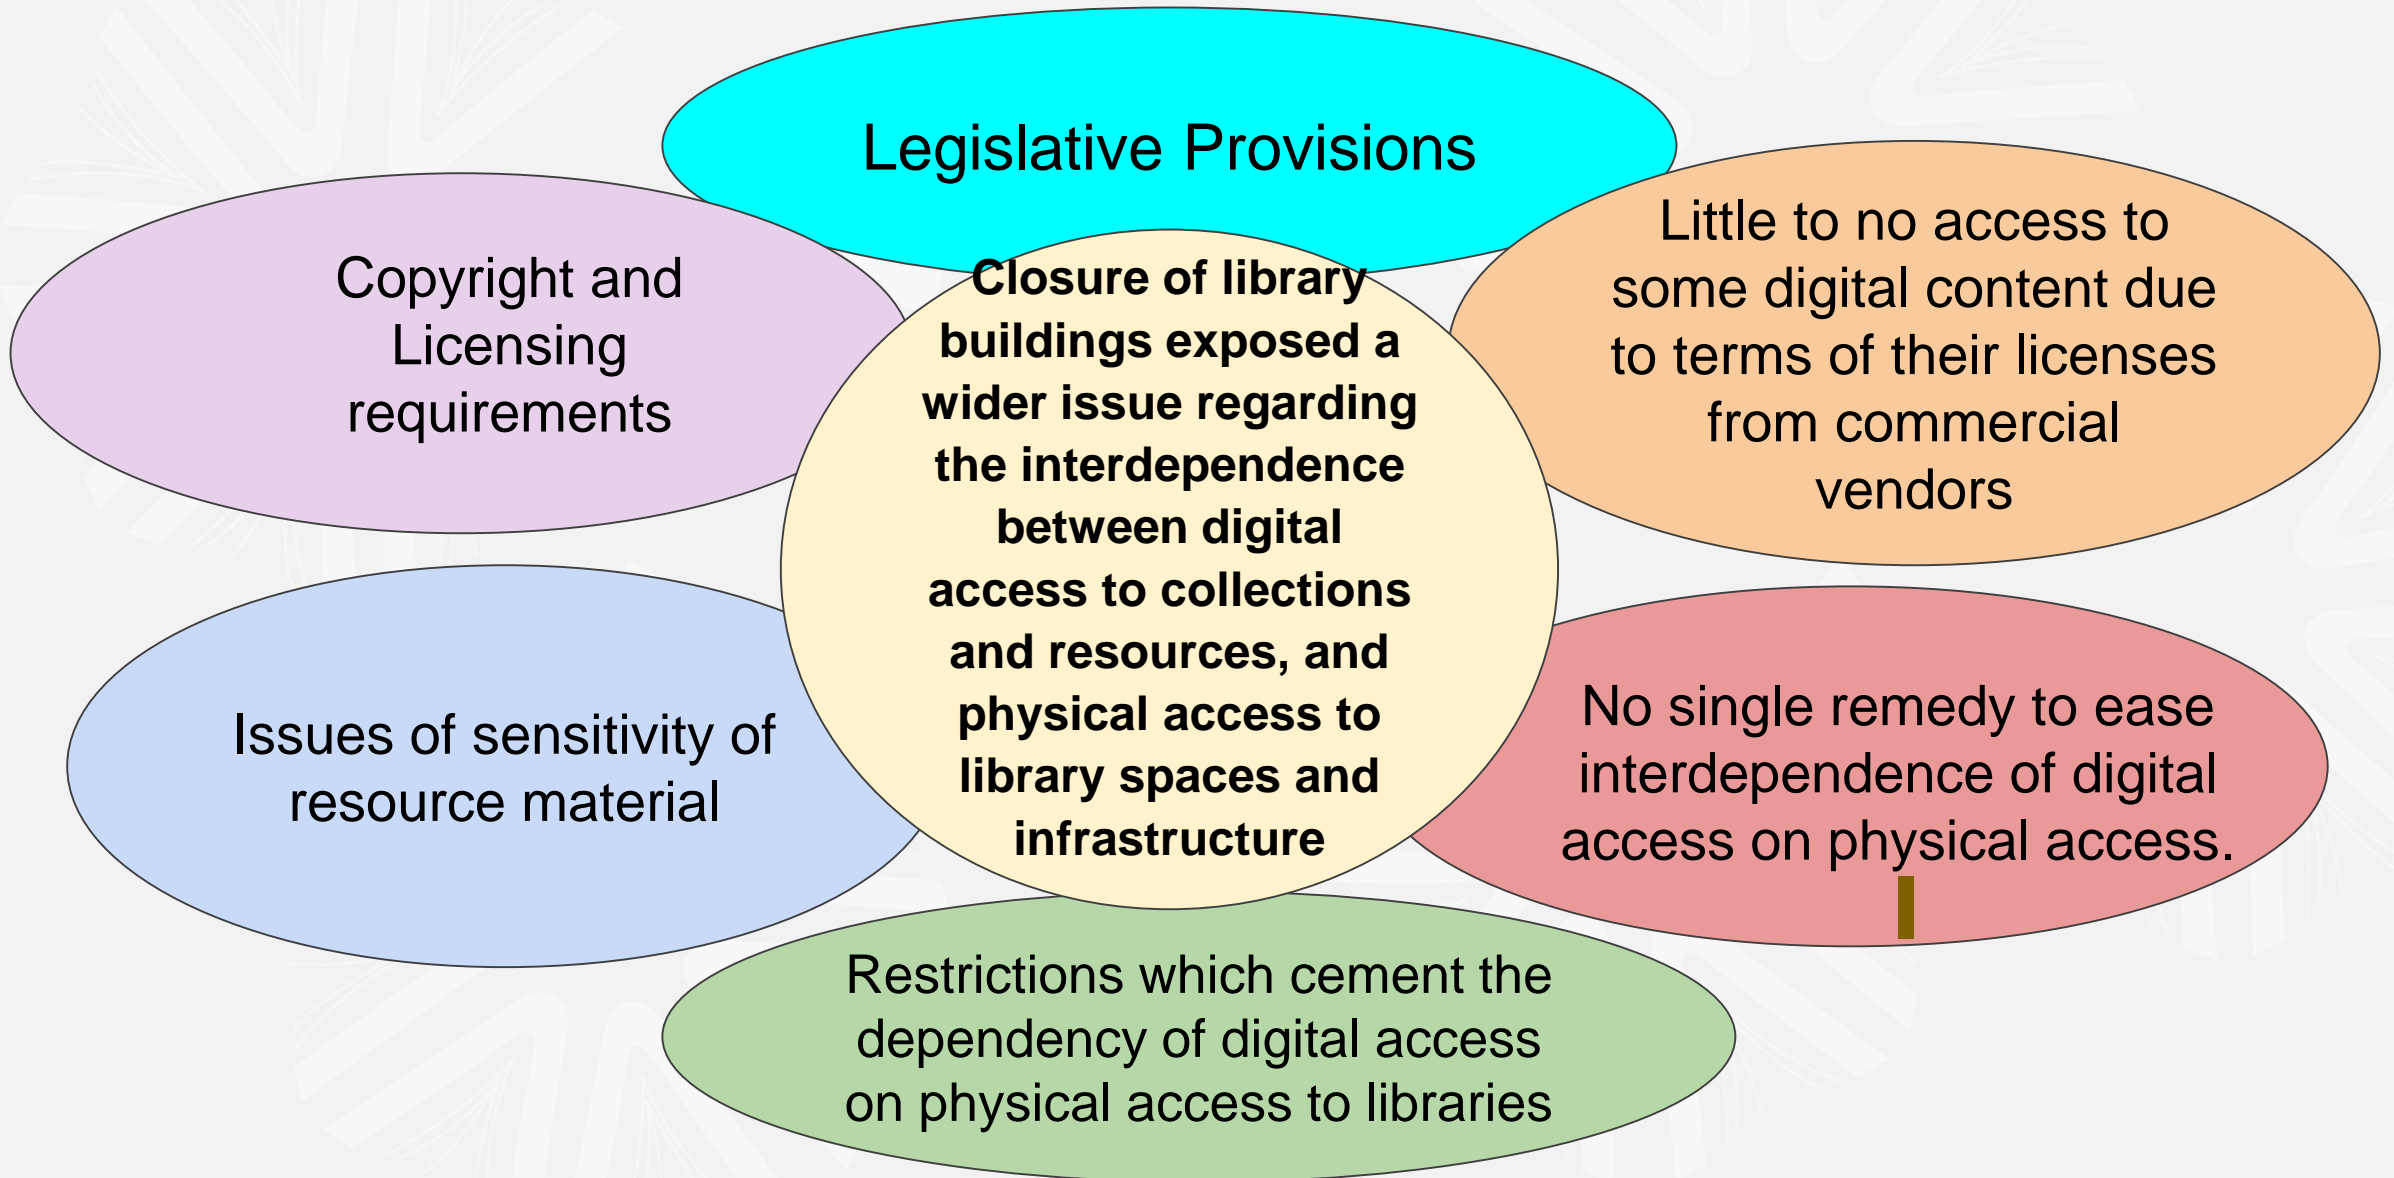 Legislative Provisions
Copyright and
Licensing
requirements
Little to no access to
some digital content due
to terms of their licenses
from commercial
vendors
Closure of library
buildings exposed a
wider issue regarding
the interdependence
between digital
access to collections
and resources, and
physical access to
library spaces and
infrastructure
Issues of sensitivity of
resource material
No single remedy to ease
interdependence of digital
access on physical access.
Restrictions which cement the
dependency of digital access
on physical access to libraries